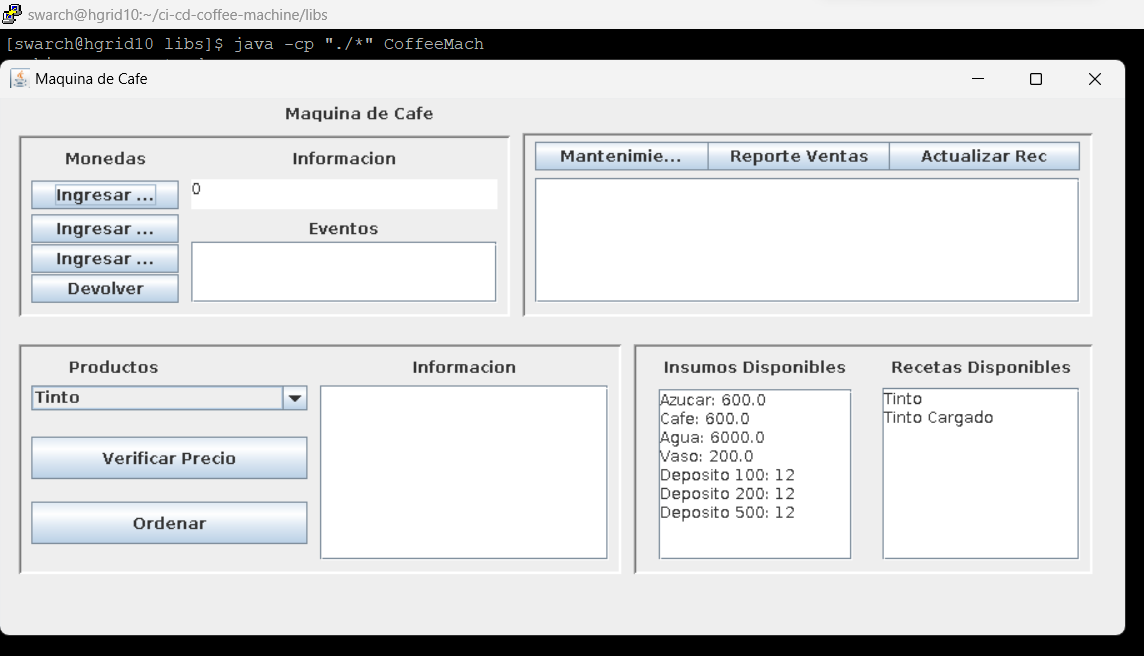 swarch@hgrid10:~/ci-cd-coffee-machine/libs
[swarch@hgrid10 libs]$ java -cp "./*" CoffeeMach
Maquina de Cafe
Maquina de Cafe
Monedas
Informacion
Ingresar ...
0
Ingresar ...
Eventos
Ingresar ...
Devolver
Mantenimie...
Reporte Ventas
Actualizar Rec
Productos
Informacion
Tinto
Verificar Precio
Ordenar
Insumos Disponibles
Azucar: 600.0
Cafe: 600.0
Agua: 6000.0
Vaso: 200.0
Deposito 100: 12
Deposito 200: 12
Deposito 500: 12
Recetas Disponibles
Tinto
Tinto Cargado